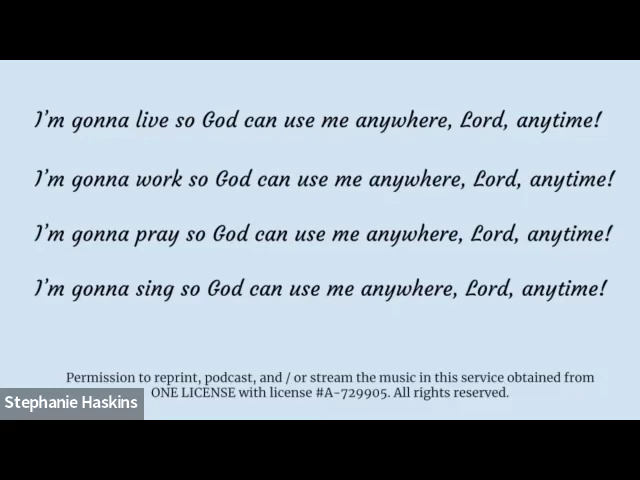 I'm gonna live so God can use me anywhere, Lord, anytime!
I'm gonna work so God can use me anywhere, Lord, anytime!
I'm gonna pray so God can use me anywhere, Lord, anytime!
I'm gonna sing so God can use me anywhere, Lord, anytime!
Permission to reprint, podcast, and / or stream the music in this service obtained from
ONE LICENSE with license #A-729905. All rights reserved.
Stephanie Haskins